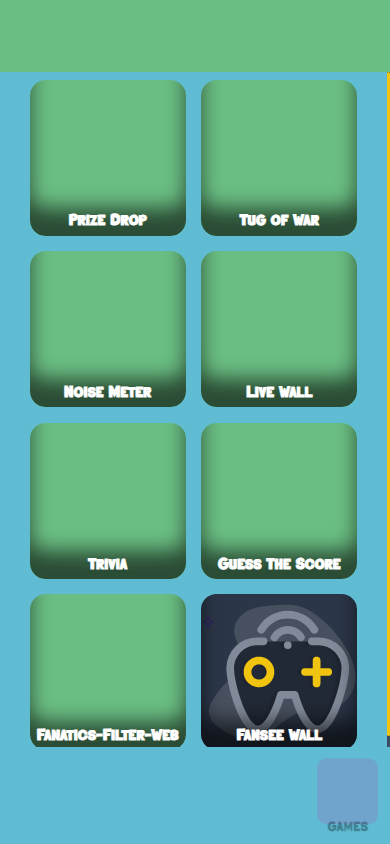 Prize Drop
Tug of War
Noise Meter
Live Wall
Trivia
Guess The Score
Fanatics-Filter-Web
Fansee Wall
GAMES